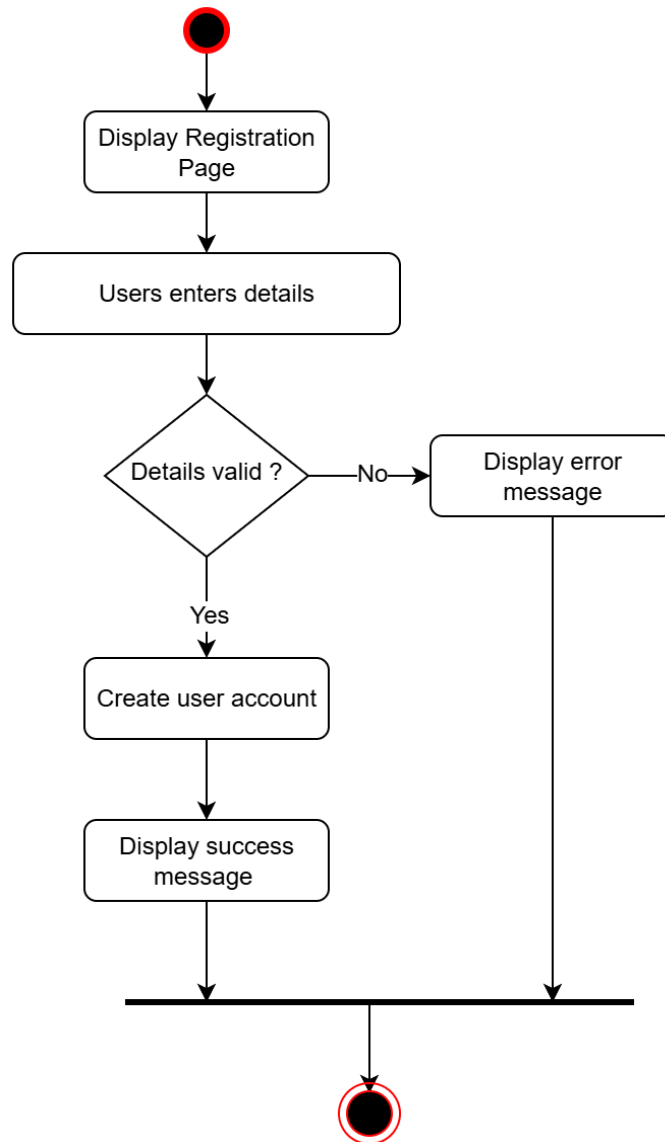 Display Registration
Page
Users enters details
Details valid ?
No
Display error
message
Yes
Create user account
Display success
message